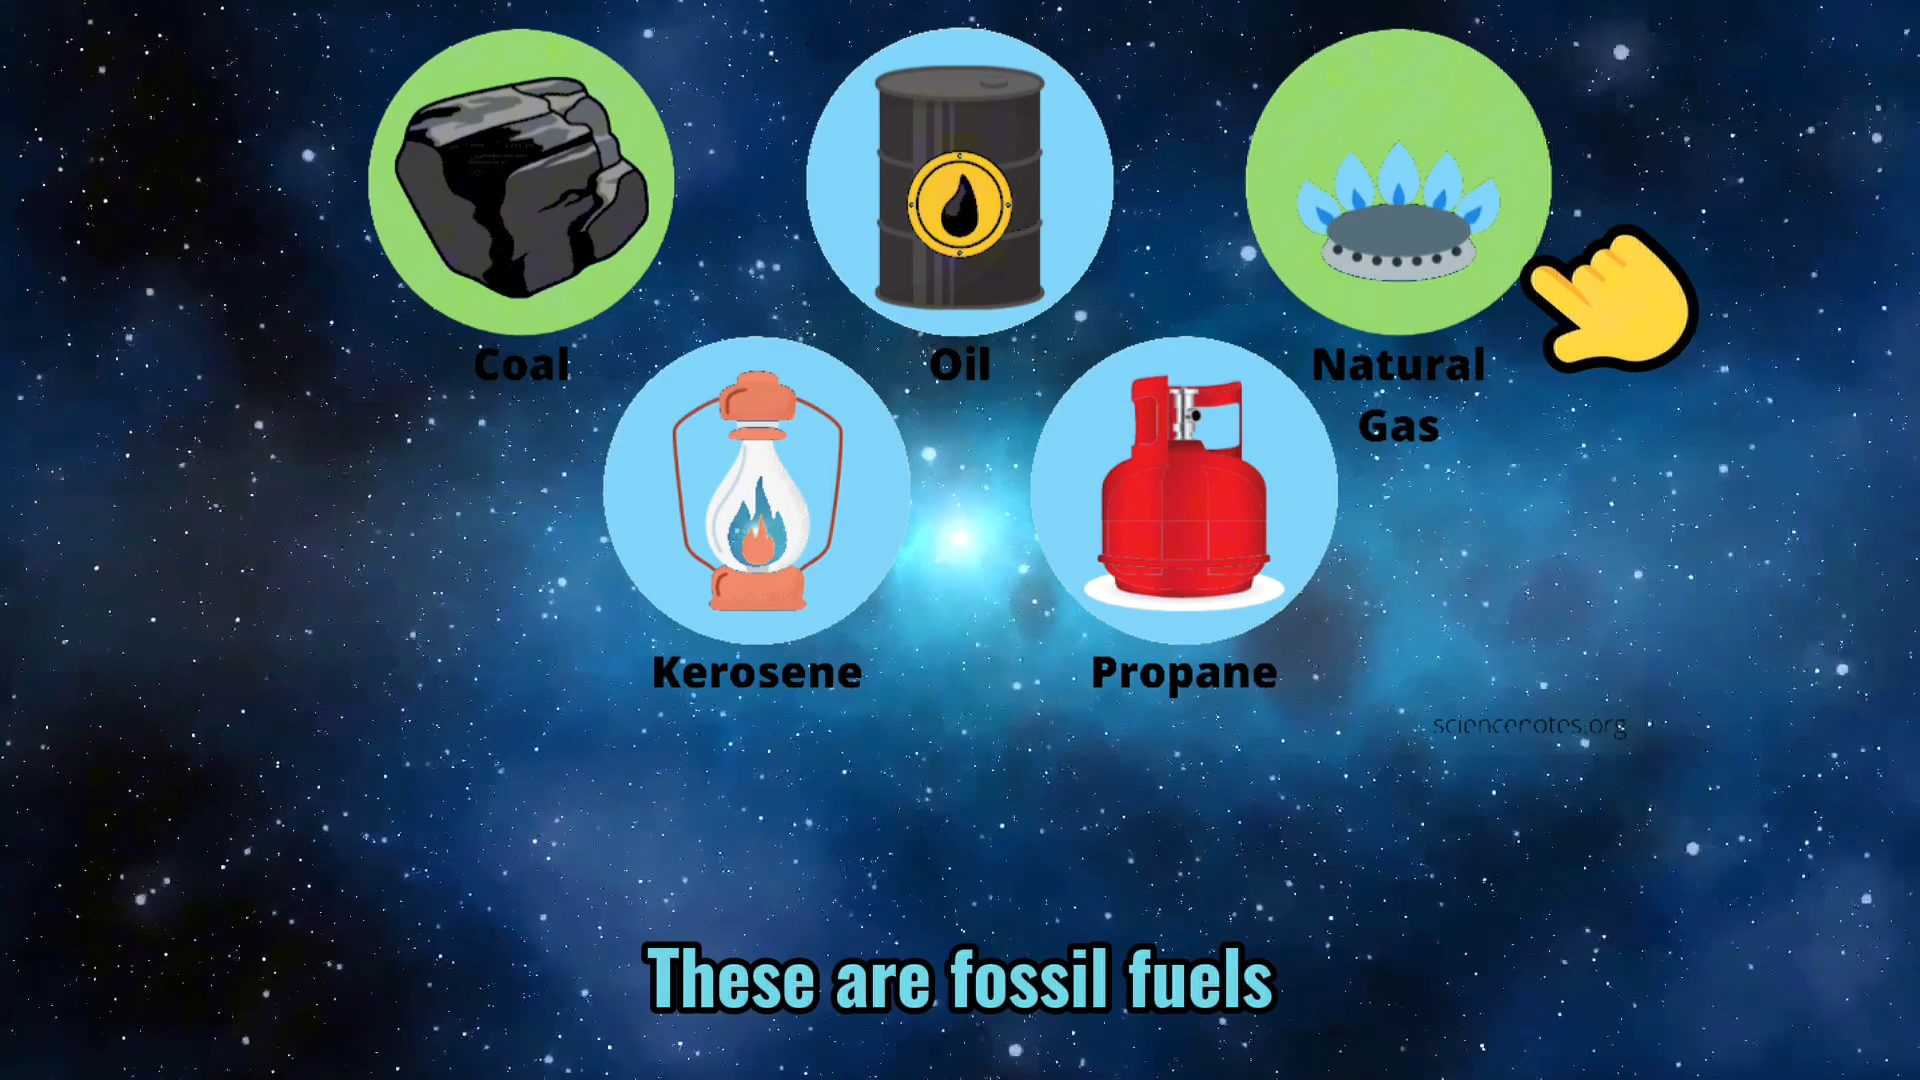 Coal
Oil
Natural
Gas
Kerosene
Propane
sciencenotes.org
These are fossil fuels